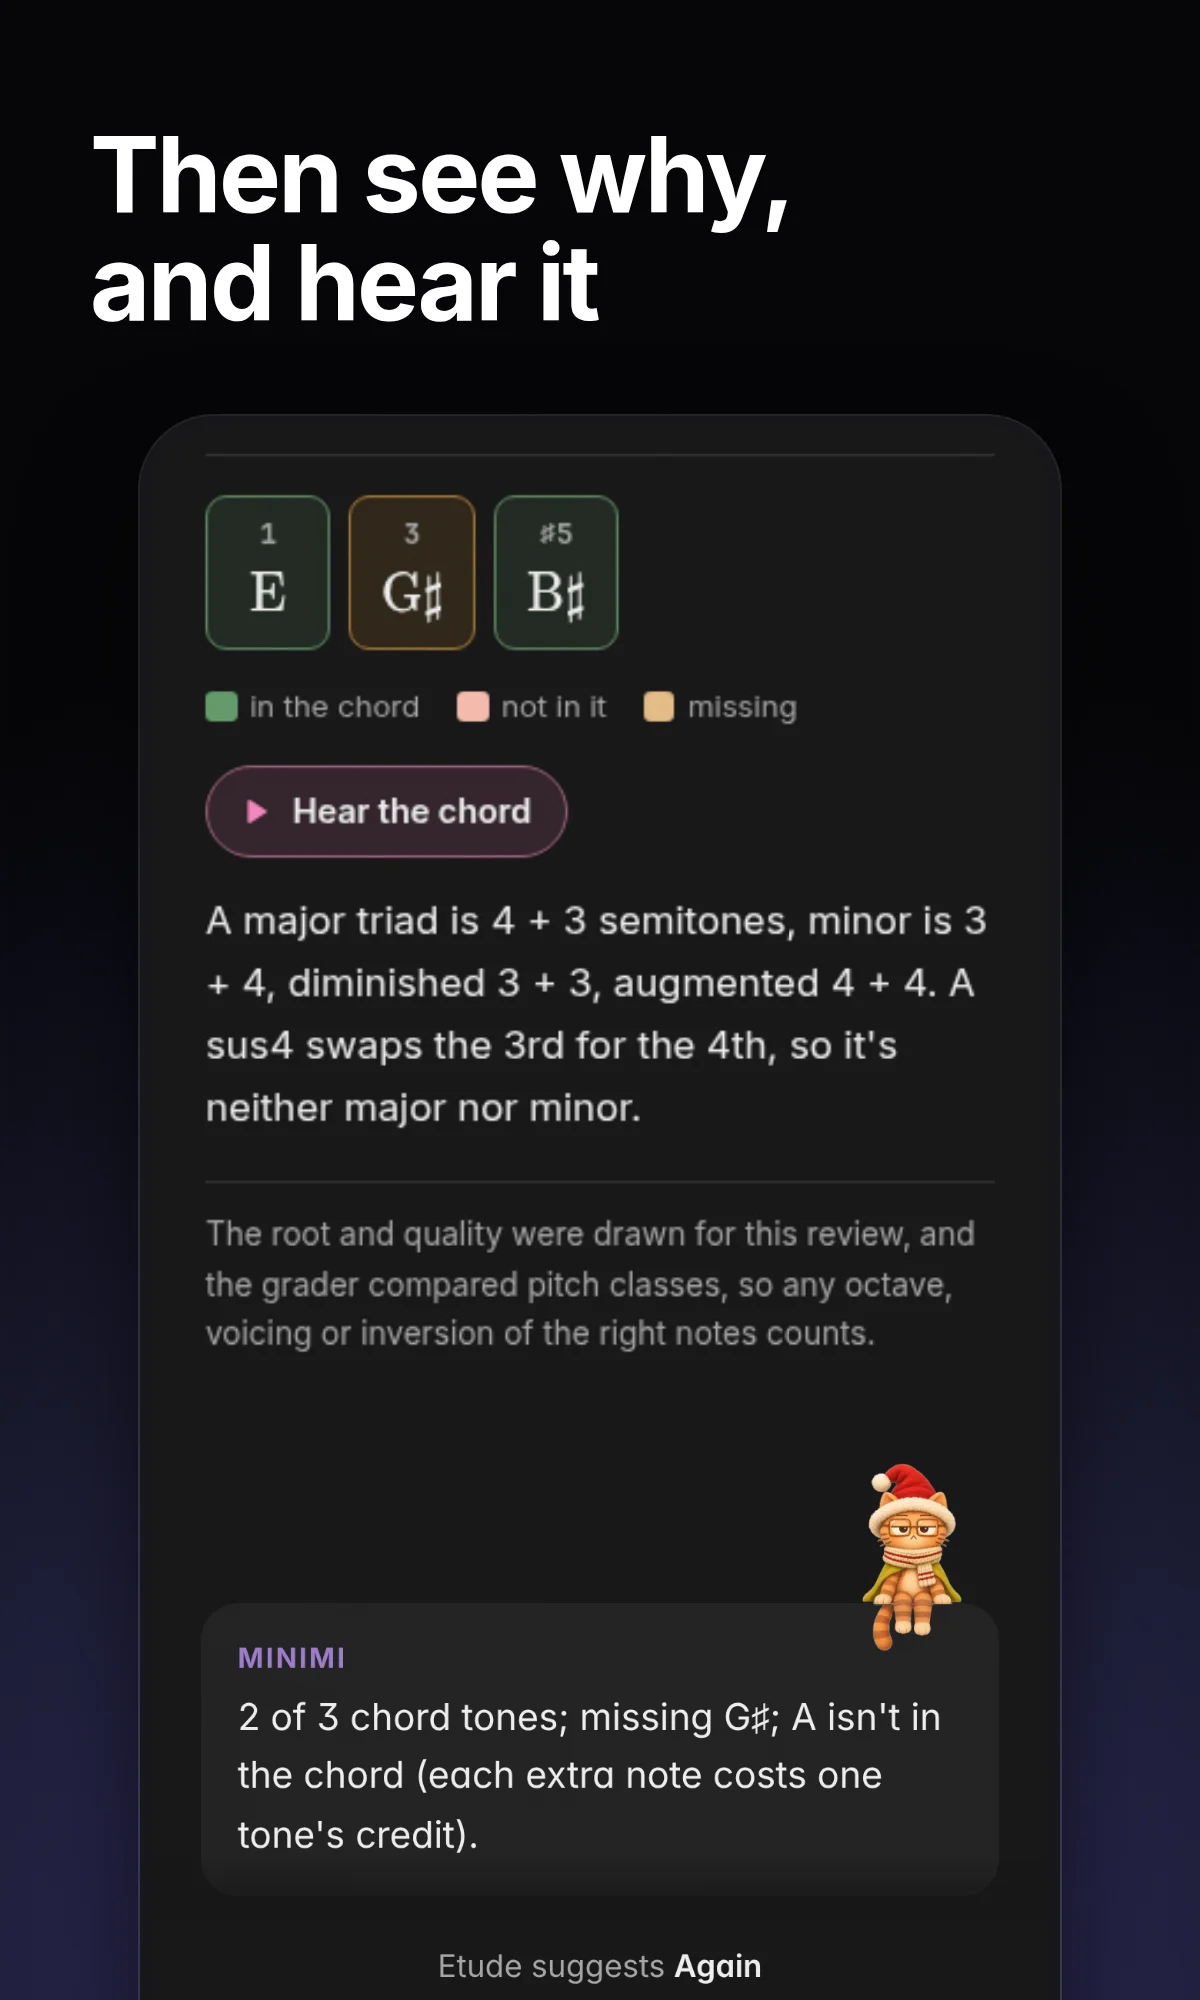 Then see why,
and hear it
1 3 ♯5
E G♯ B♯
in the chord not in it missing
Hear the chord
A major triad is 4 + 3 semitones, minor is 3
+ 4, diminished 3 + 3, augmented 4 + 4. A
sus4 swaps the 3rd for the 4th, so it's
neither major nor minor.
The root and quality were drawn for this review, and
the grader compared pitch classes, so any octave,
voicing or inversion of the right notes counts.
MINIMI
2 of 3 chord tones; missing G♯; A isn't in
the chord (each extra note costs one
tone's credit).
Etude suggests Again